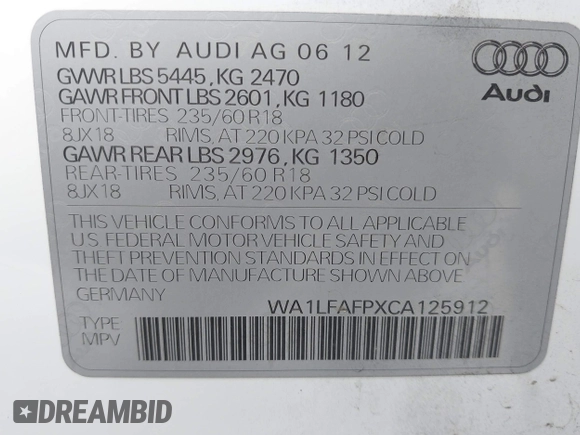 MFD. BY AUDI AG 06 12
GVWR LBS 5445, KG 2470
GAWR FRONT LBS 2601, KG 1180
FRONT-TIRES 235/60 R18
8JX18 RIMS, AT 220 KPA 32 PSI COLD
GAWR REAR LBS 2976, KG 1350
REAR-TIRES 235/60 R18
8JX18 RIMS, AT 220 KPA 32 PSI COLD
Audi
THIS VEHICLE CONFORMS TO ALL APPLICABLE
U.S FEDERAL MOTOR VEHICLE SAFETY AND
THEFT PREVENTION STANDARDS IN EFFECT
ON THE DATE OF MANUFACTURE SHOWN ABOVE
GERMANY
Audi
WA1LFAFPXCA125912
TYPE
MPV
DREAMBID